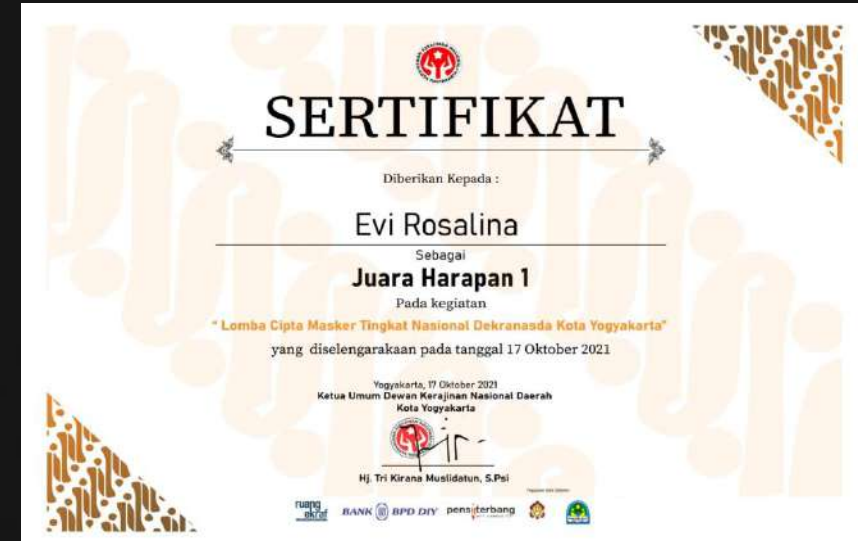 SERTIFIKAT
Diberikan Kepada :
Evi Rosalina
Sebagai
Juara Harapan 1
Pada kegiatan
" Lomba Cipta Masker Tingkat Nasional Dekranasda Kota Yogyakarta"
yang diselengarakaan pada tanggal 17 Oktober 2021
Yogyakarta, 17 Oktober 2021
Ketua Umum Dewan Kerajinan Nasional Daerah
Kota Yogyakarta
Hj. Tri Kirana Muslidatun, S.Psi
ruang
ekraf
BANK BPD DIY
pensilterbang